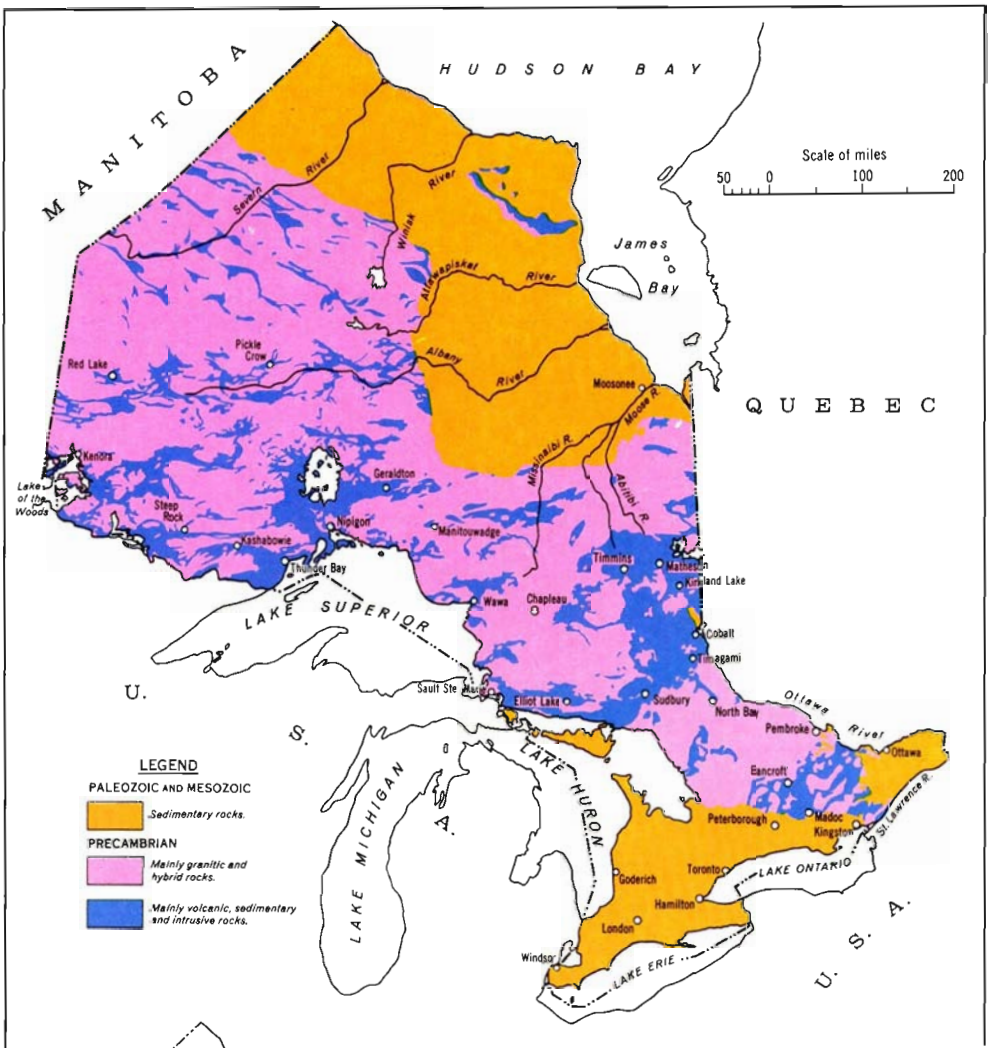 MANITOBA
HUDSON BAY
Scale of miles
50 0 100 200
Severn River
Winisk River
James
Bay
Attawapiskat River
Pickle
Crow
Red Lake
Albany River
Moosonee
Moose R.
QUEBEC
Missinaibi R.
Abitibi R.
Kenora
Lake
of the
Woods
Geraldton
Steep
Rock
Nipigon
Manitouwadge
Kashabowie
Thunder Bay
Timmins
Matheson
Kirkland Lake
LAKE SUPERIOR
Wawa
Chapleau
Cobalt
Timagami
U. S. A.
Sault Ste Marie
Elliot Lake
Sudbury
North Bay
Ottawa River
Pembroke
Ottawa
LAKE HURON
LAKE MICHIGAN
Bancroft
Peterborough
Madoc
Kingston
St. Lawrence R.
Toronto
LAKE ONTARIO
Goderich
Hamilton
London
Windsor
LAKE ERIE
U. S. A.
LEGEND
PALEOZOIC AND MESOZOIC
Sedimentary rocks.
PRECAMBRIAN
Mainly granitic and
hybrid rocks.
Mainly volcanic, sedimentary
and intrusive rocks.